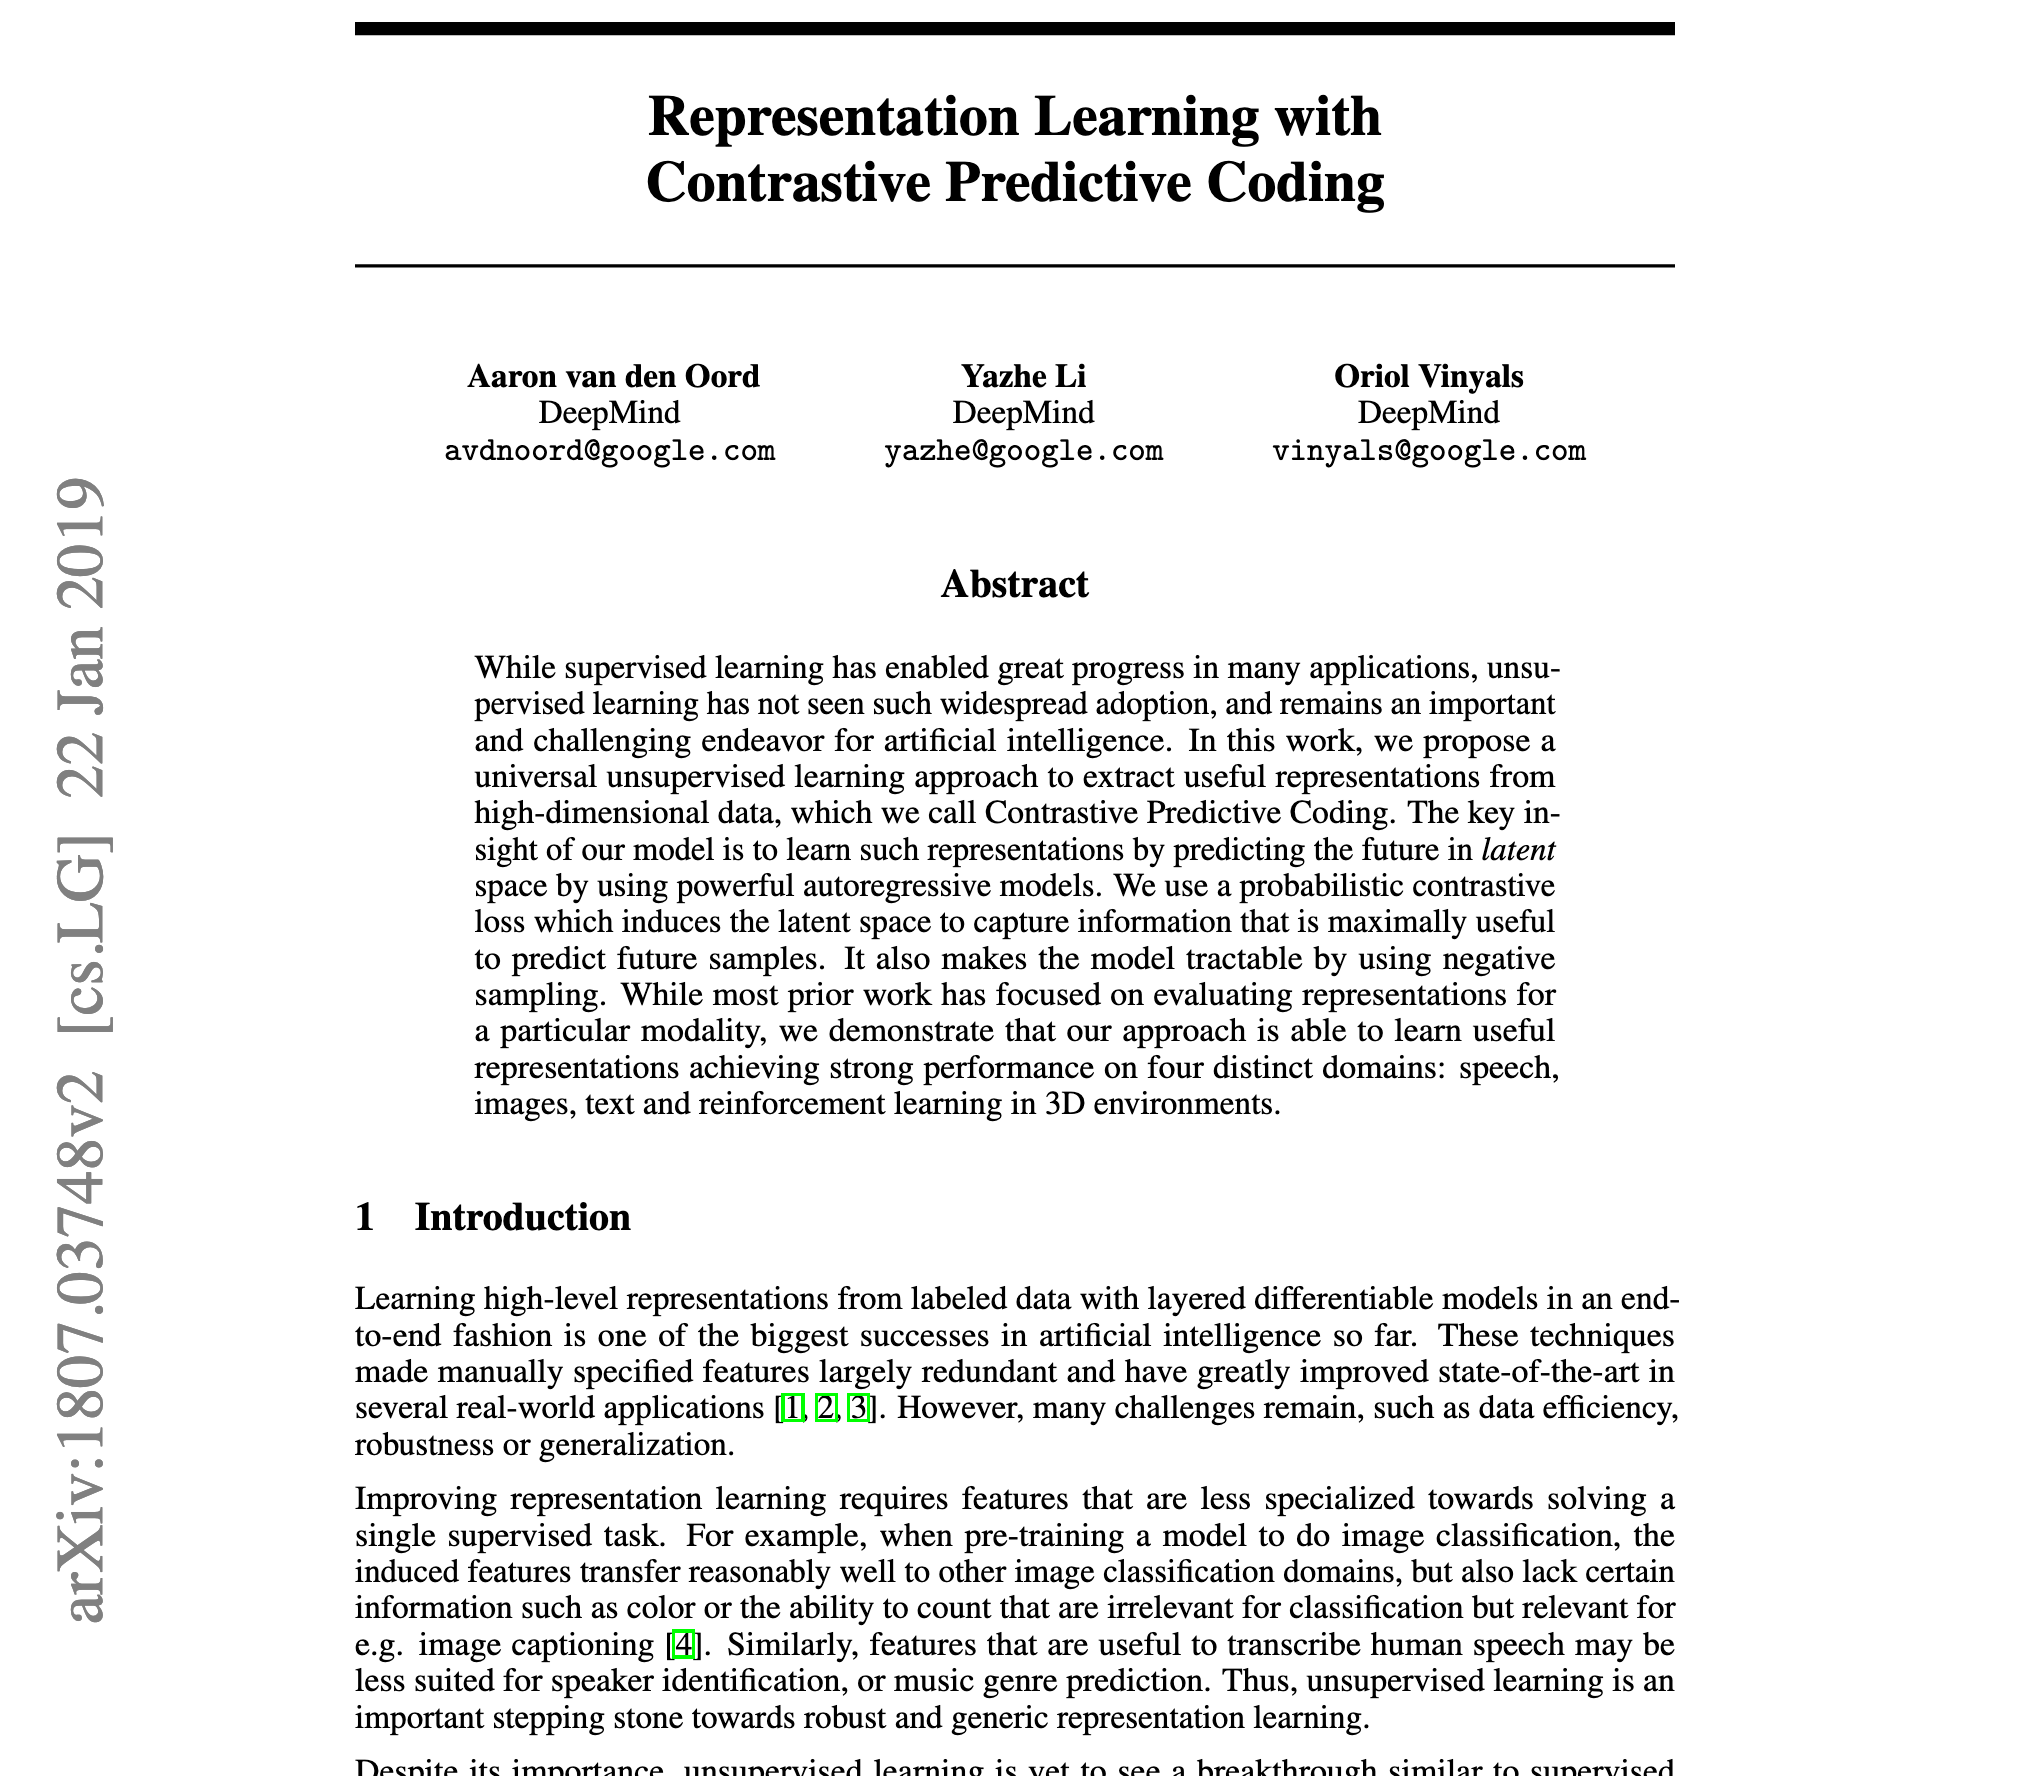 Representation Learning with
Contrastive Predictive Coding
Aaron van den Oord
DeepMind
avdnoord@google.com
Yazhe Li
DeepMind
yazhe@google.com
Oriol Vinyals
DeepMind
vinyals@google.com
arXiv:1807.03748v2 [cs.LG] 22 Jan 2019
Abstract
While supervised learning has enabled great progress in many applications, unsu-
pervised learning has not seen such widespread adoption, and remains an important
and challenging endeavor for artificial intelligence. In this work, we propose a
universal unsupervised learning approach to extract useful representations from
high-dimensional data, which we call Contrastive Predictive Coding. The key in-
sight of our model is to learn such representations by predicting the future in latent
space by using powerful autoregressive models. We use a probabilistic contrastive
loss which induces the latent space to capture information that is maximally useful
to predict future samples. It also makes the model tractable by using negative
sampling. While most prior work has focused on evaluating representations for
a particular modality, we demonstrate that our approach is able to learn useful
representations achieving strong performance on four distinct domains: speech,
images, text and reinforcement learning in 3D environments.
1 Introduction
Learning high-level representations from labeled data with layered differentiable models in an end-
to-end fashion is one of the biggest successes in artificial intelligence so far. These techniques
made manually specified features largely redundant and have greatly improved state-of-the-art in
several real-world applications [1, 2, 3]. However, many challenges remain, such as data efficiency,
robustness or generalization.
Improving representation learning requires features that are less specialized towards solving a
single supervised task. For example, when pre-training a model to do image classification, the
induced features transfer reasonably well to other image classification domains, but also lack certain
information such as color or the ability to count that are irrelevant for classification but relevant for
e.g. image captioning [4]. Similarly, features that are useful to transcribe human speech may be
less suited for speaker identification, or music genre prediction. Thus, unsupervised learning is an
important stepping stone towards robust and generic representation learning.
Despite its importance, unsupervised learning is yet to see a breakthrough similar to supervised